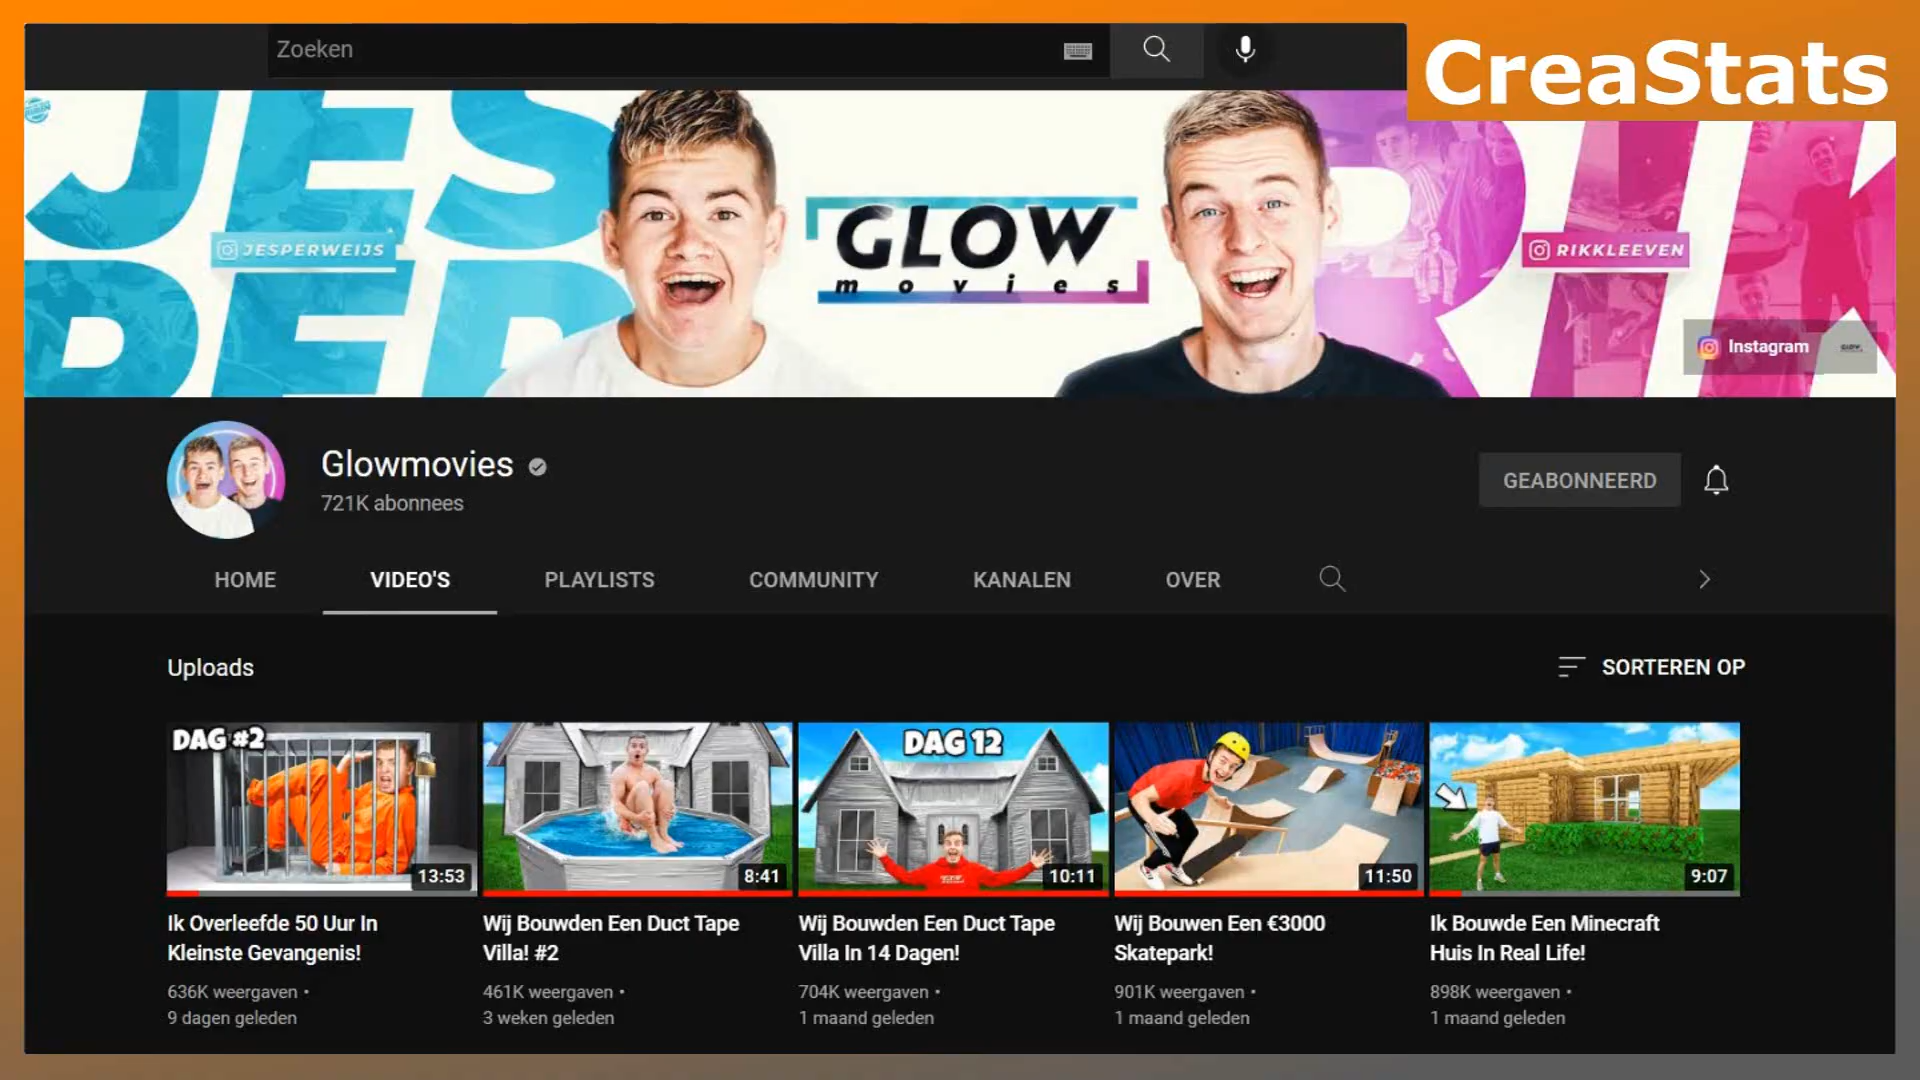 Zoeken
CreaStats
JES
PER
RIK
JESPERWEIJS
GLOW
movies
RIKKLEEVEN
Instagram
GLOW
Glowmovies
721K abonnees
GEABONNEERD
HOME
VIDEO'S
PLAYLISTS
COMMUNITY
KANALEN
OVER
Uploads
SORTEREN OP
DAG #2
DAG 12
13:53
8:41
10:11
11:50
9:07
Ik Overleefde 50 Uur In
Kleinste Gevangenis!
636K weergaven •
9 dagen geleden
Wij Bouwden Een Duct Tape
Villa! #2
461K weergaven •
3 weken geleden
Wij Bouwden Een Duct Tape
Villa In 14 Dagen!
704K weergaven •
1 maand geleden
Wij Bouwen Een €3000
Skatepark!
901K weergaven •
1 maand geleden
Ik Bouwde Een Minecraft
Huis In Real Life!
898K weergaven •
1 maand geleden